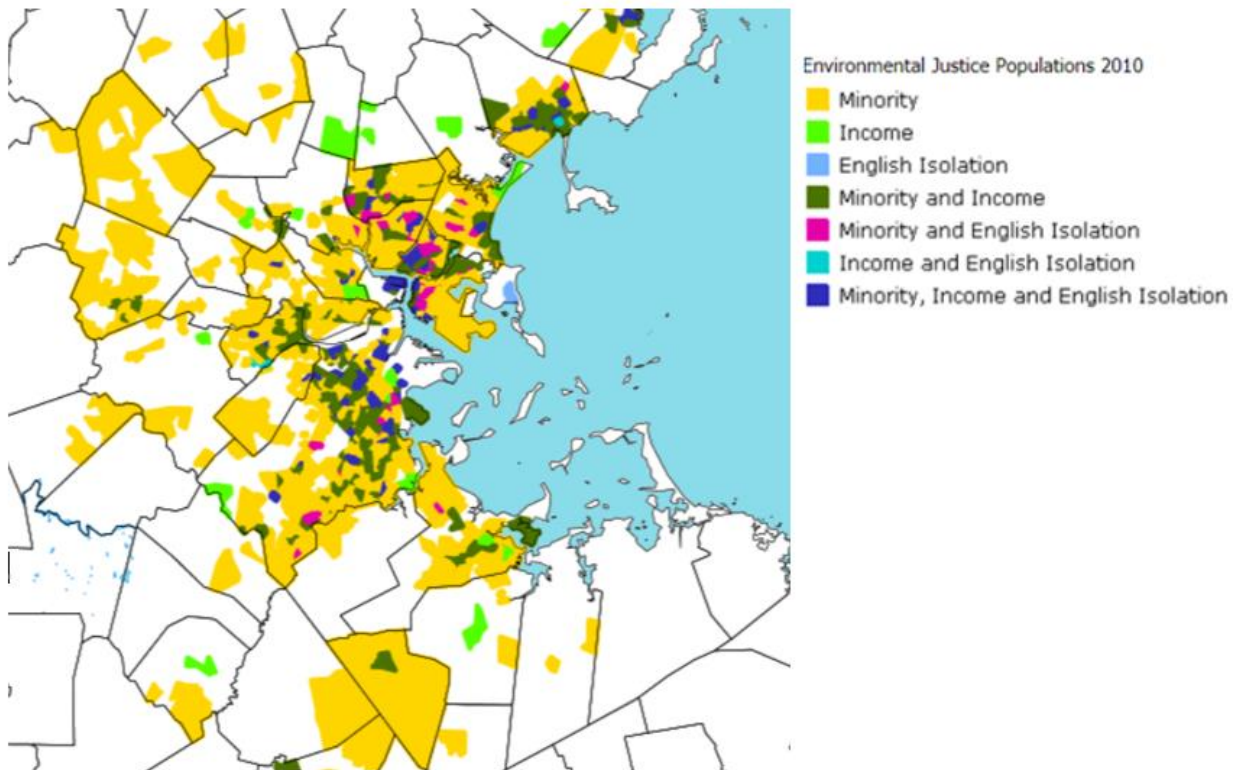 Environmental Justice Populations 2010
Minority
Income
English Isolation
Minority and Income
Minority and English Isolation
Income and English Isolation
Minority, Income and English Isolation